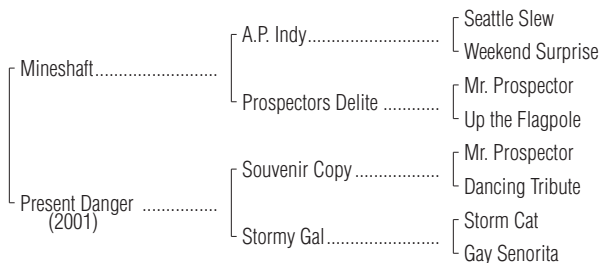 Seattle Slew
A.P. Indy..............................
Weekend Surprise
Mineshaft..........................
Mr. Prospector
Prospectors Delite ............
Up the Flagpole
Mr. Prospector
Souvenir Copy ..................
Dancing Tribute
Present Danger ................
(2001)
Storm Cat
Stormy Gal........................
Gay Senorita